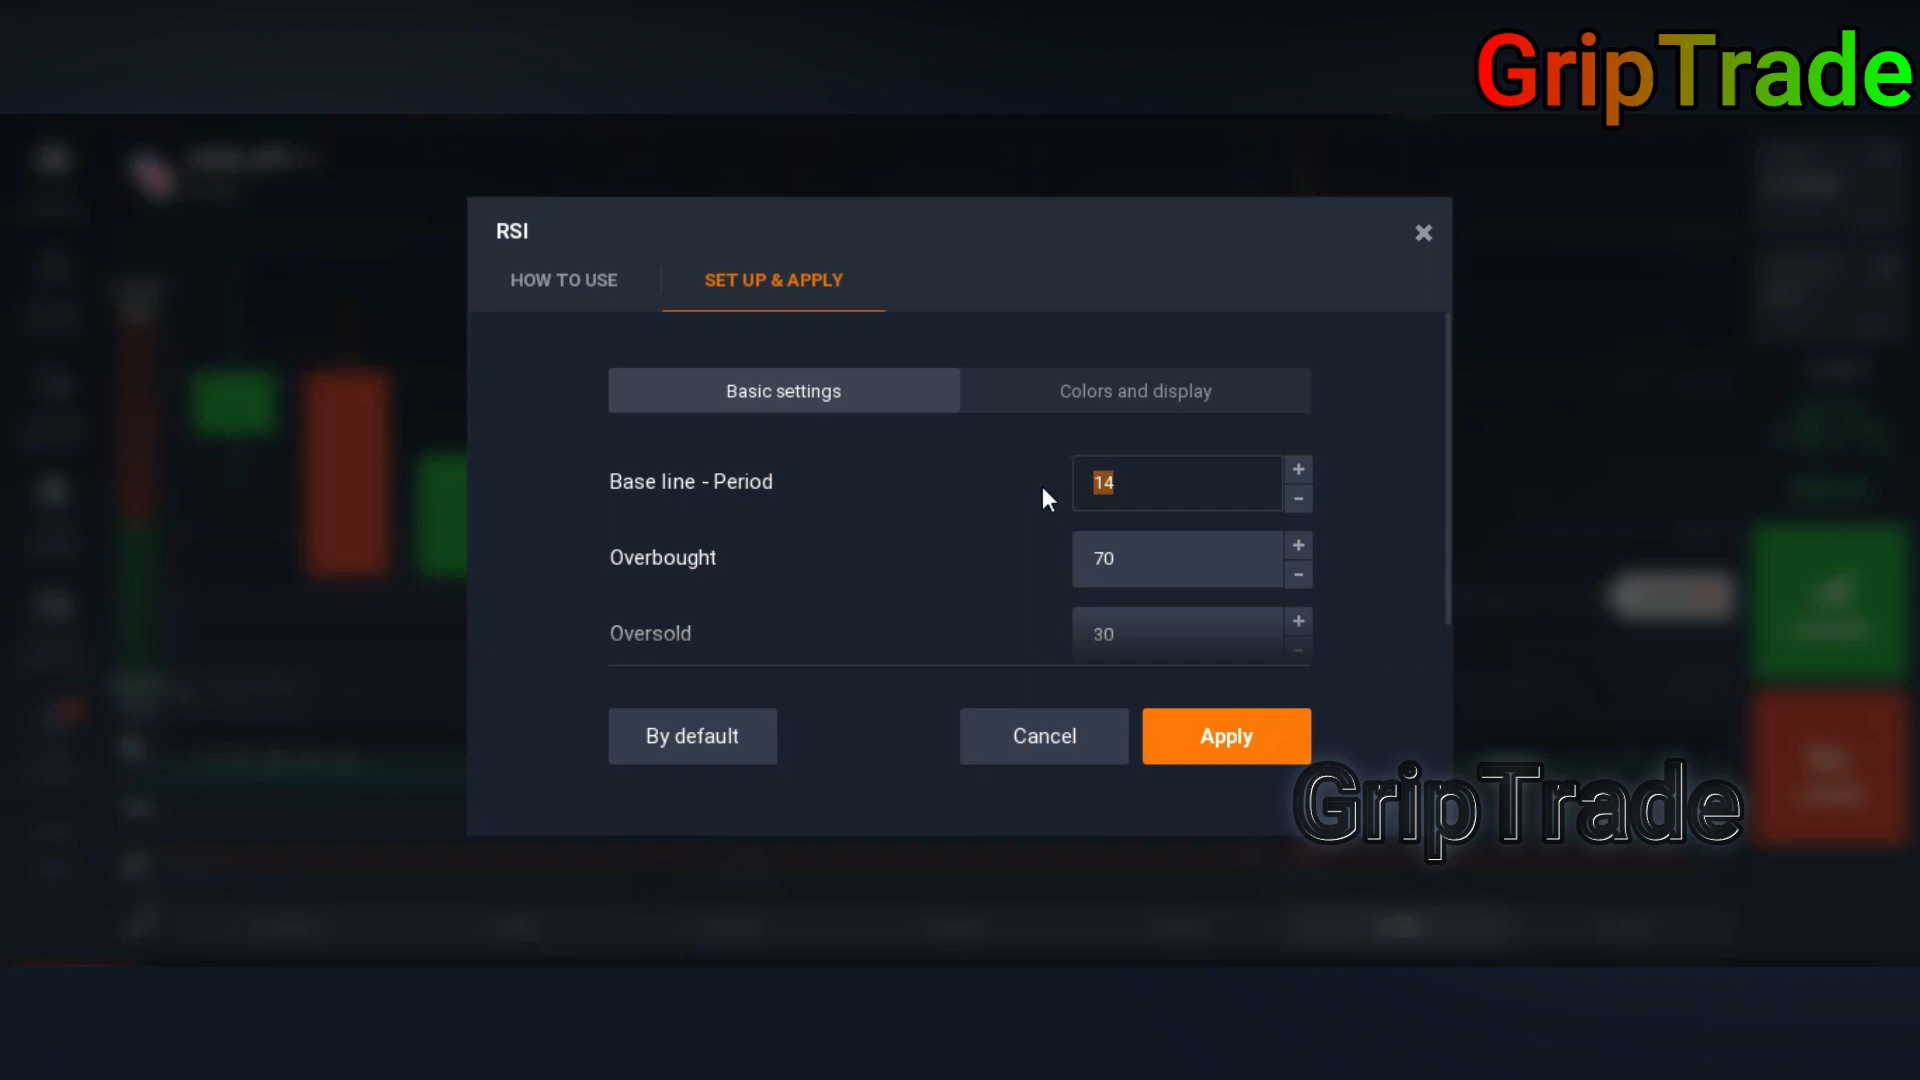 GripTrade
RSI
HOW TO USE
SET UP & APPLY
Basic settings
Colors and display
Base line - Period
14
+
-
Overbought
70
+
-
Oversold
30
+
-
By default
Cancel
Apply
GripTrade